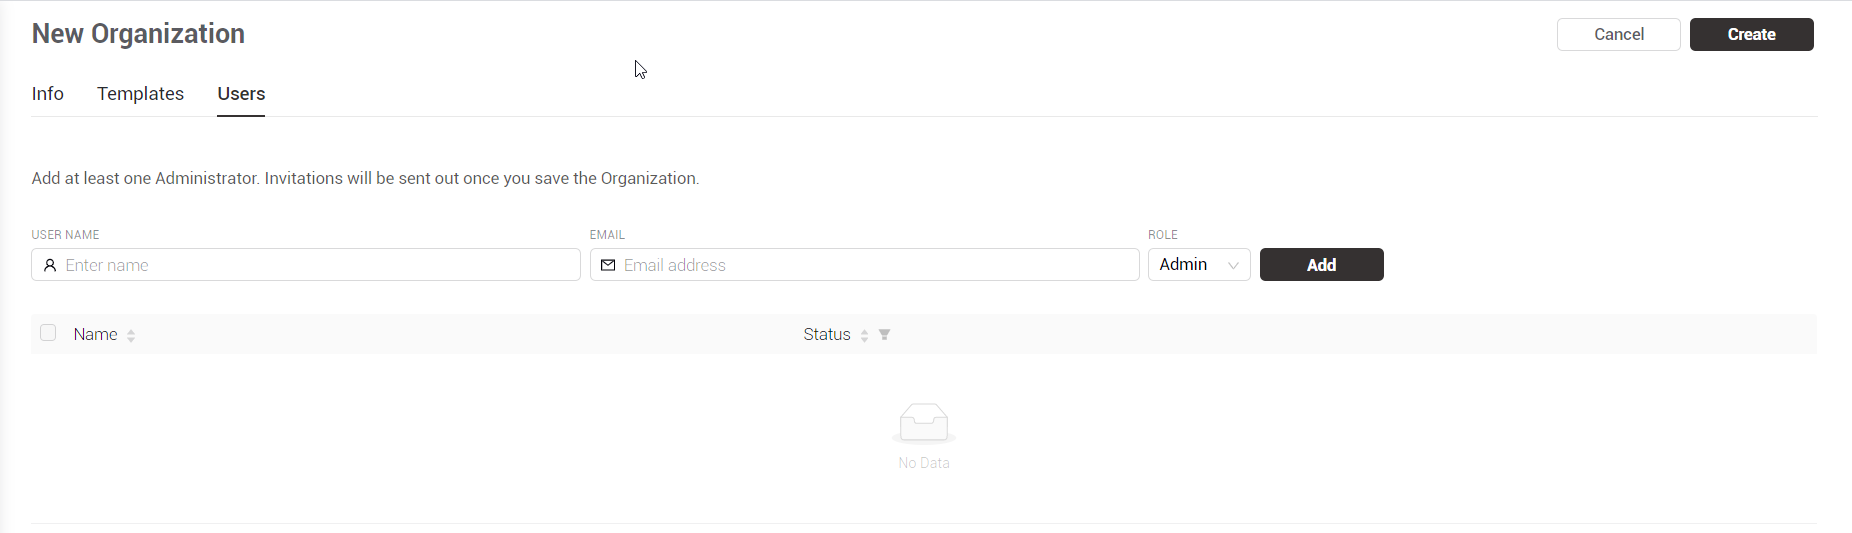 New Organization
Cancel
Create
Info
Templates
Users
Add at least one Administrator. Invitations will be sent out once you save the Organization.
USER NAME
EMAIL
ROLE
Enter name
Email address
Admin
Add
Name
Status
No Data